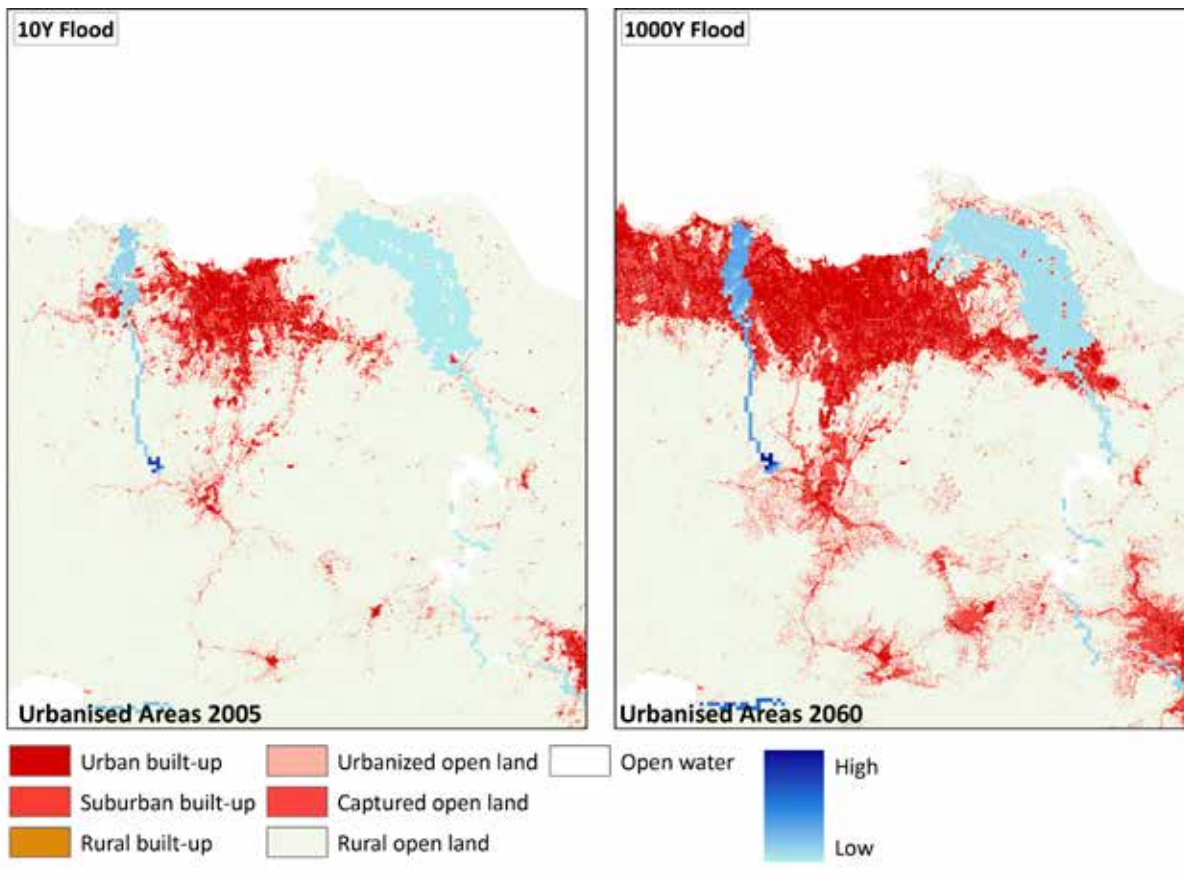 10Y Flood
1000Y Flood
Urbanised Areas 2005
Urbanised Areas 2060
Urban built-up
Urbanized open land
Open water
High
Suburban built-up
Captured open land
Rural built-up
Rural open land
Low